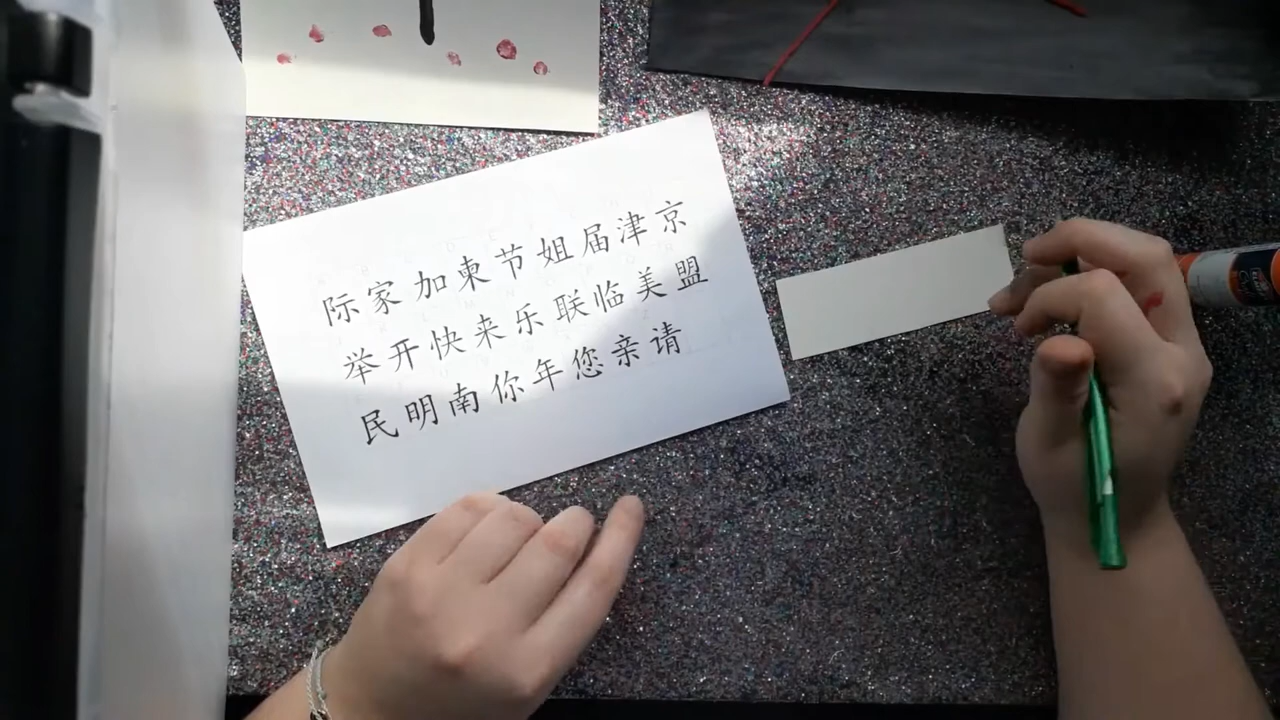 际家加柬节姐届津京
举开快来乐联临美盟
民明南你年您亲请